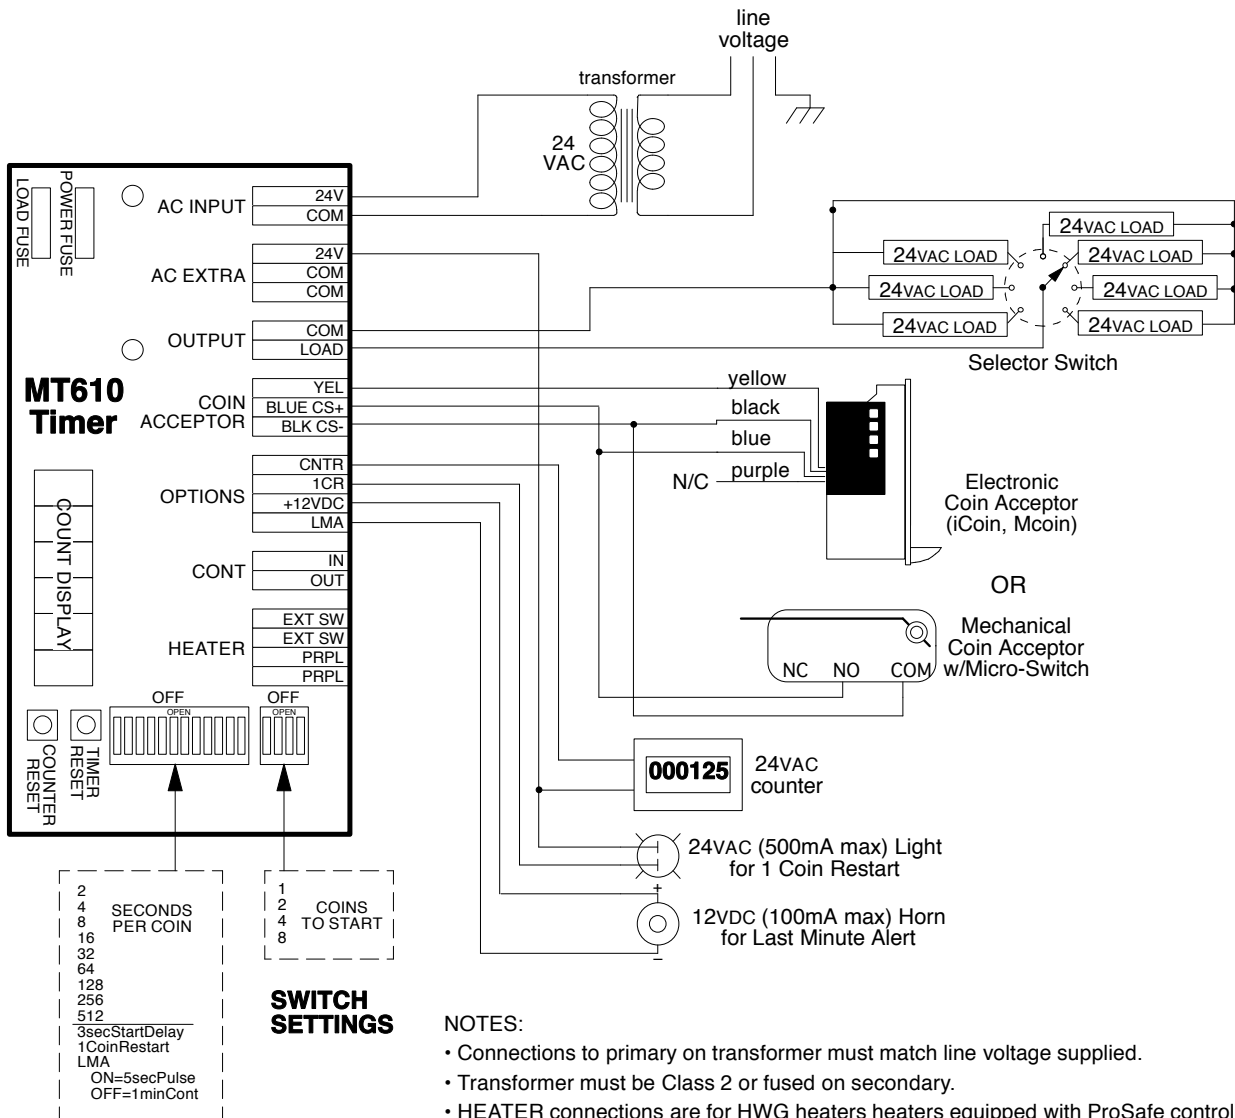 line
voltage
transformer
24
VAC
LOAD FUSE
POWER FUSE
AC INPUT
24V
COM
AC EXTRA
24V
COM
COM
OUTPUT
COM
LOAD
MT610
Timer
COIN
ACCEPTOR
YEL
BLUE CS+
BLK CS-
OPTIONS
CNTR
1CR
+12VDC
LMA
CONT
IN
OUT
HEATER
EXT SW
EXT SW
PRPL
PRPL
COUNT DISPLAY
OFF
OPEN
OFF
OPEN
COUNTER
RESET
TIMER
RESET
24VAC LOAD
24VAC LOAD
24VAC LOAD
24VAC LOAD
24VAC LOAD
24VAC LOAD
24VAC LOAD
Selector Switch
yellow
black
blue
N/C purple
Electronic
Coin Acceptor
(iCoin, Mcoin)
OR
Mechanical
Coin Acceptor
w/Micro-Switch
NC NO COM
000125
24VAC
counter
24VAC (500mA max) Light
for 1 Coin Restart
+
12VDC (100mA max) Horn
for Last Minute Alert
–
2
4
8
16
32
64
128
256
512
SECONDS
PER COIN
3secStartDelay
1CoinRestart
LMA
ON=5secPulse
OFF=1minCont
1
2
4
8
COINS
TO START
SWITCH
SETTINGS
NOTES:
• Connections to primary on transformer must match line voltage supplied.
• Transformer must be Class 2 or fused on secondary.
• HEATER connections are for HWG heaters heaters equipped with ProSafe control